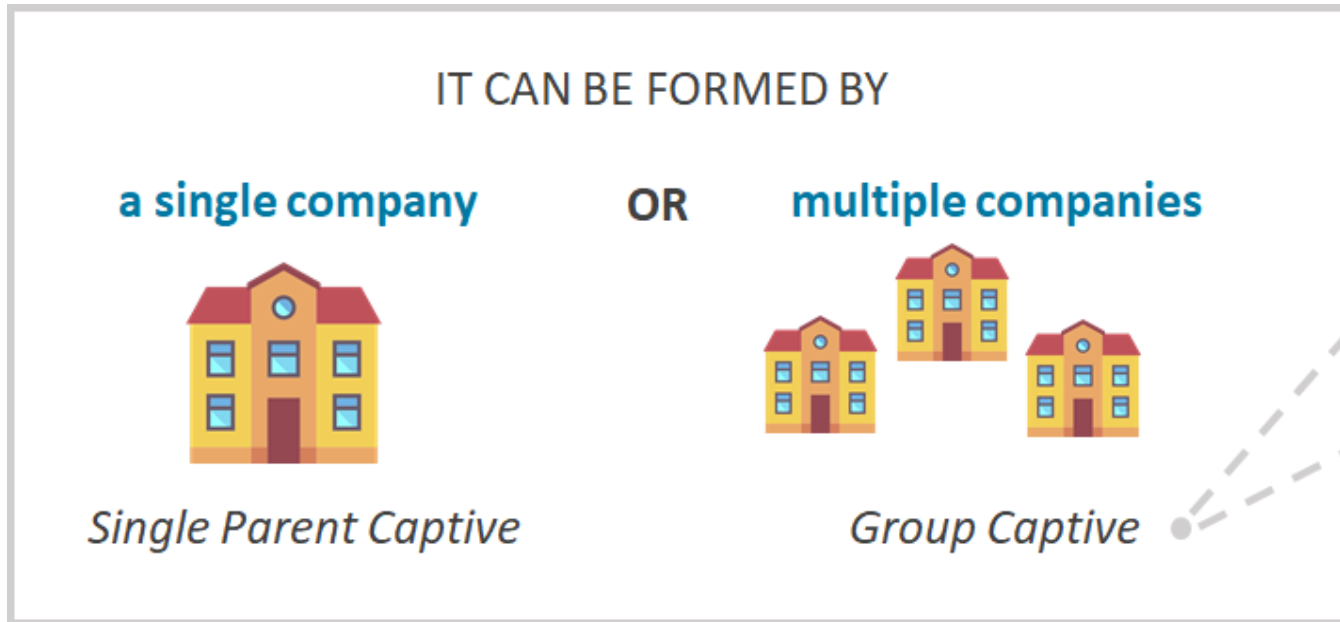 IT CAN BE FORMED BY
a single company OR multiple companies
Single Parent Captive Group Captive